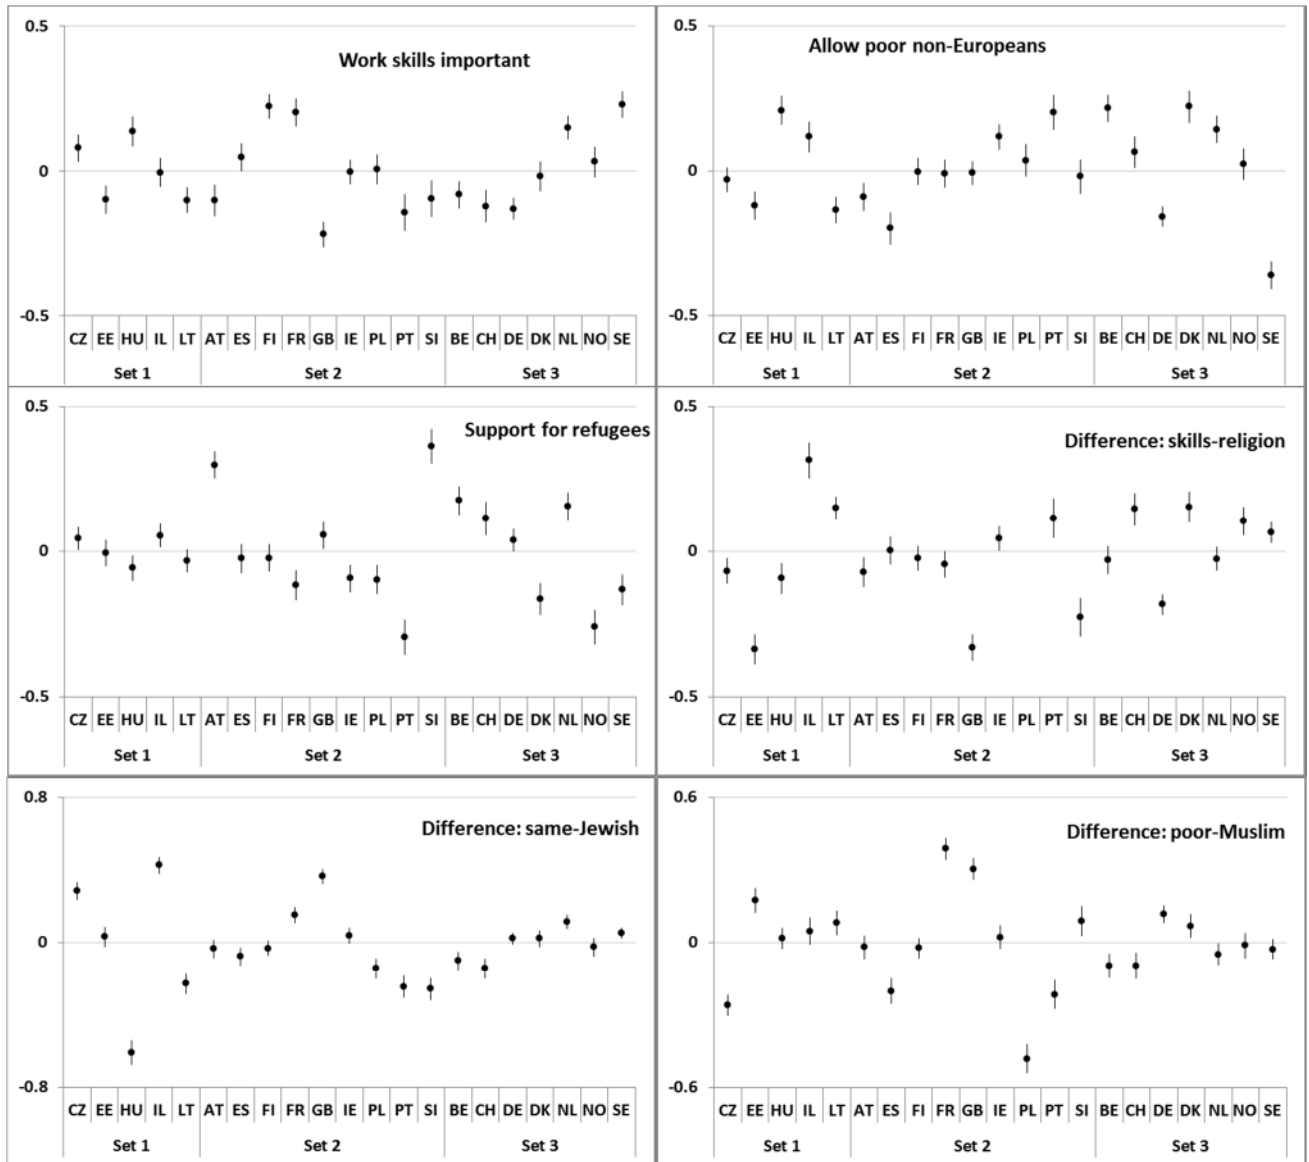 0.5
Work skills important
0
-0.5
CZ EE HU IL LT AT ES FI FR GB IE PL PT SI BE CH DE DK NL NO SE
Set 1 Set 2 Set 3
0.5
Allow poor non-Europeans
0
-0.5
CZ EE HU IL LT AT ES FI FR GB IE PL PT SI BE CH DE DK NL NO SE
Set 1 Set 2 Set 3
0.5
Support for refugees
0
-0.5
CZ EE HU IL LT AT ES FI FR GB IE PL PT SI BE CH DE DK NL NO SE
Set 1 Set 2 Set 3
0.5
Difference: skills-religion
0
-0.5
CZ EE HU IL LT AT ES FI FR GB IE PL PT SI BE CH DE DK NL NO SE
Set 1 Set 2 Set 3
0.8
Difference: same-Jewish
0
-0.8
CZ EE HU IL LT AT ES FI FR GB IE PL PT SI BE CH DE DK NL NO SE
Set 1 Set 2 Set 3
0.6
Difference: poor-Muslim
0
-0.6
CZ EE HU IL LT AT ES FI FR GB IE PL PT SI BE CH DE DK NL NO SE
Set 1 Set 2 Set 3